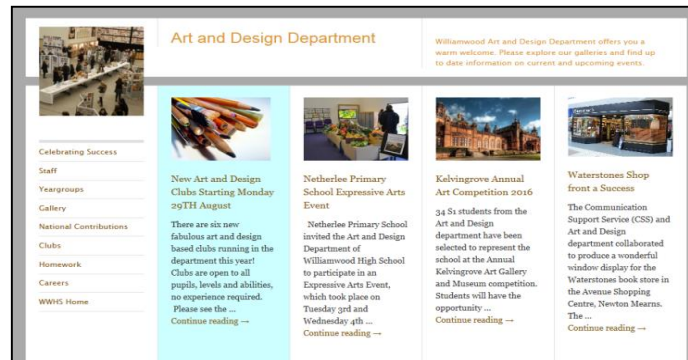 Art and Design Department
Williamwood Art and Design Department offers you a
warm welcome. Please explore our galleries and find up
to date information on current and upcoming events.
Celebrating Success
Staff
Yeargroups
Gallery
National Contributions
Clubs
Homework
Careers
WWHS Home
New Art and Design
Clubs Starting Monday
29TH August
There are six new
fabulous art and design
based clubs running in the
department this year!
Clubs are open to all
pupils, levels and abilities,
no experience required.
Please see the ...
Continue reading →
Netherlee Primary
School Expressive Arts
Event
Netherlee Primary School
invited the Art and Design
Department of
Williamwood High School
to participate in an
Expressive Arts Event,
which took place on
Tuesday 3rd and
Wednesday 4th ...
Continue reading →
Kelvingrove Annual
Art Competition 2016
34 S1 students from the
Art and Design
department have been
selected to represent the
school at the Annual
Kelvingrove Art Gallery
and Museum competition.
Students will have the
opportunity ...
Continue reading →
Waterstones Shop
front a Success
The Communication
Support Service (CSS) and
Art and Design
department collaborated
to produce a wonderful
window display for the
Waterstones book store in
the Avenue Shopping
Centre, Newton Mearns.
The ...
Continue reading →